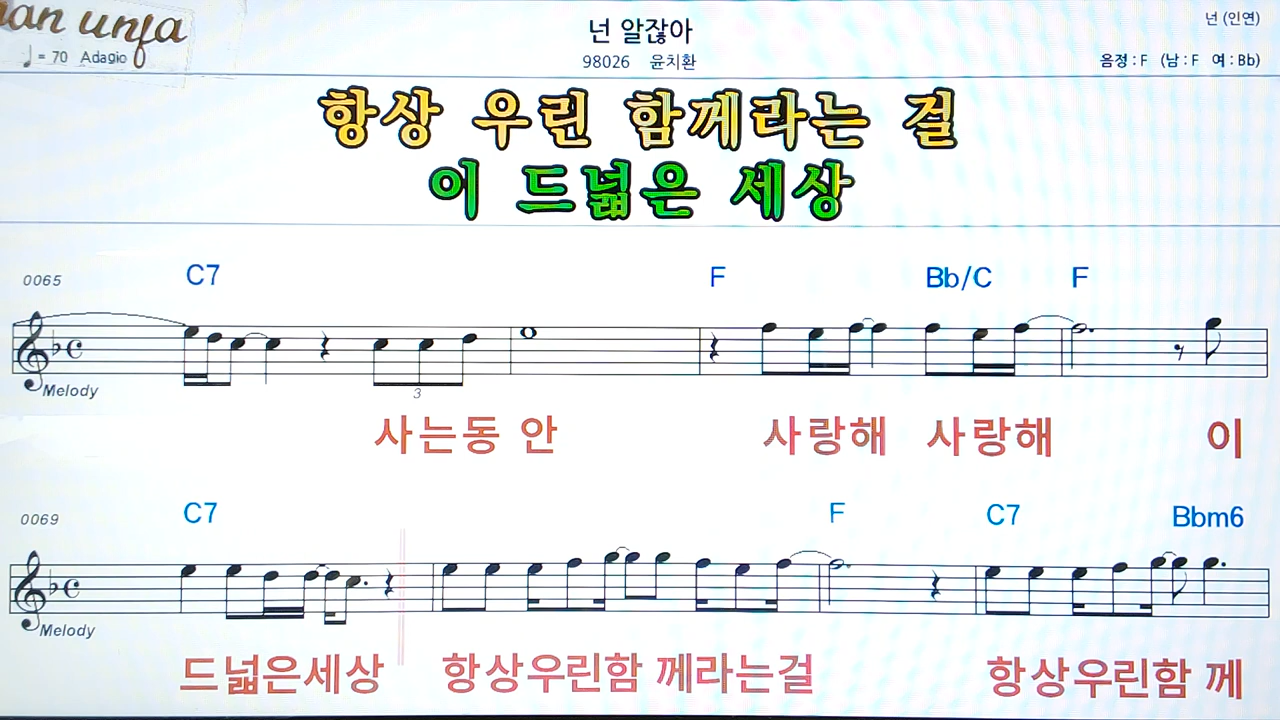 넌 알잖아
넌 (인연)
♩= 70 Adagio
98026 윤치환
음정 : F (남 : F 여 : Bb)
항상 우린 함께라는 걸
이 드넓은 세상
0065 C7 F Bb/C F
Melody
3
사는동 안 사랑해 사랑해 이
0069 C7 F C7 Bbm6
Melody
드넓은세상 항상우린함 께라는걸 항상우린함 께